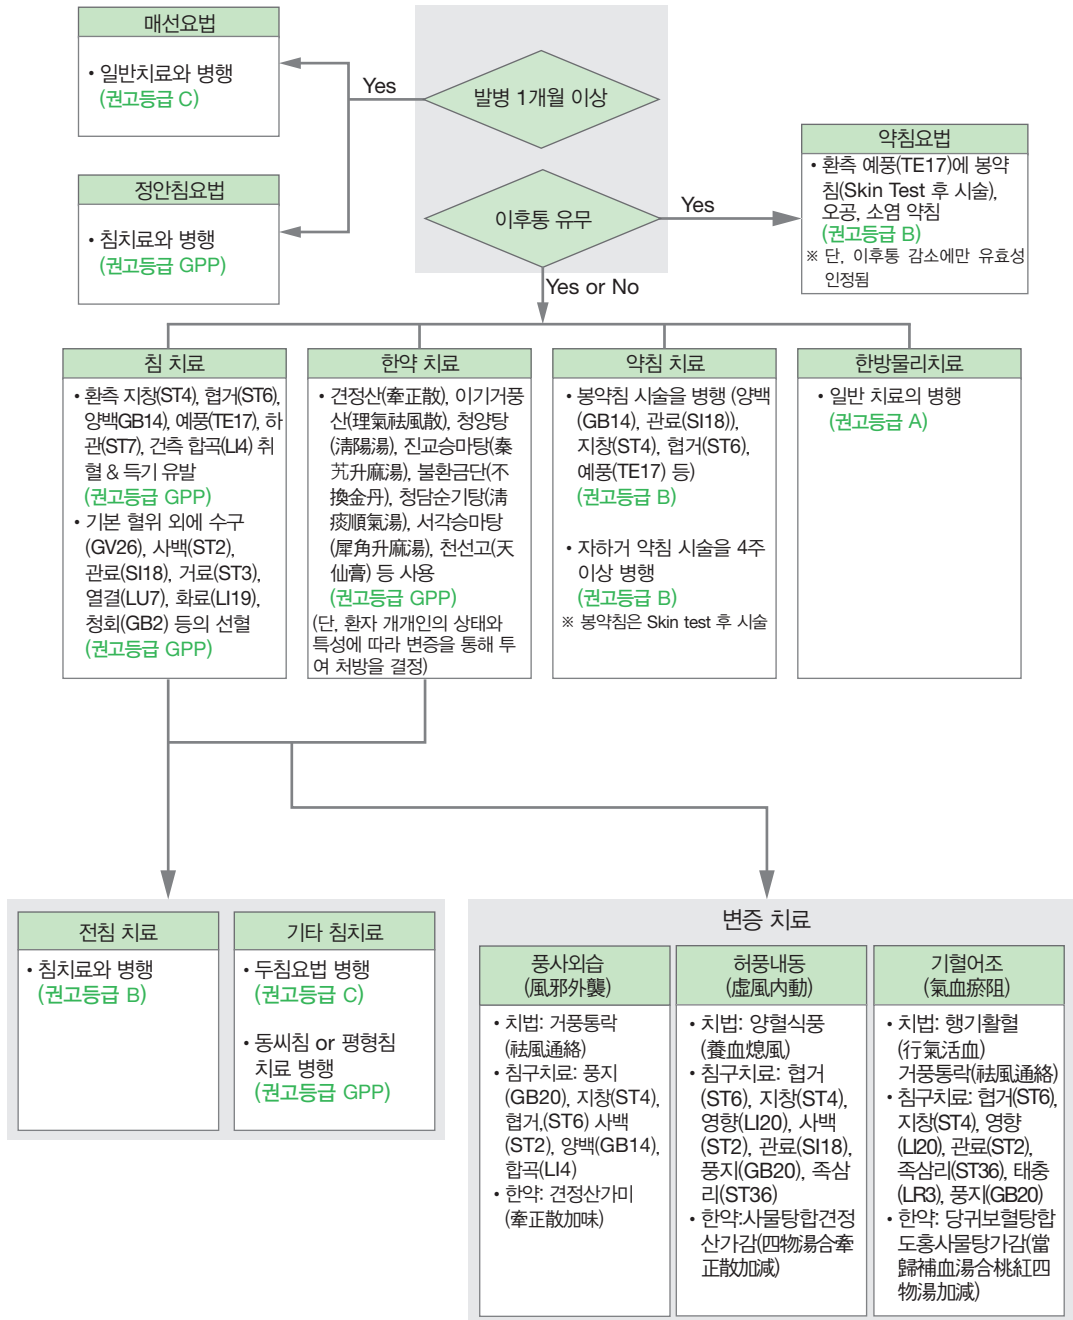 매선요법
• 일반치료와 병행
(권고등급 C)
Yes
발병 1개월 이상
정안침요법
• 침치료와 병행
(권고등급 GPP)
이후통 유무
Yes
약침요법
• 환측 예풍(TE17)에 봉약
침(Skin Test 후 시술),
오공, 소염 약침
(권고등급 B)
※ 단, 이후통 감소에만 유효성
인정됨
Yes or No
침 치료
• 환측 지창(ST4), 협거(ST6),
양백GB14), 예풍(TE17), 하
관(ST7), 건측 합곡(LI4) 취
혈 & 득기 유발
(권고등급 GPP)
• 기본 혈위 외에 수구
(GV26), 사백(ST2),
관료(SI18), 거료(ST3),
열결(LU7), 화료(LI19),
청회(GB2) 등의 선혈
(권고등급 GPP)
한약 치료
• 견정산(牽正散), 이기거풍
산(理氣祛風散), 청양탕
(淸陽湯), 진교승마탕(秦
艽升麻湯), 불환금단(不
換金丹), 청담순기탕(淸
痰順氣湯), 서각승마탕
(犀角升麻湯), 천선고(天
仙膏) 등 사용
(권고등급 GPP)
(단, 환자 개개인의 상태와
특성에 따라 변증을 통해 투
여 처방을 결정)
약침 치료
• 봉약침 시술을 병행 (양백
(GB14), 관료(SI18)),
지창(ST4), 협거(ST6),
예풍(TE17) 등)
(권고등급 B)
• 자하거 약침 시술을 4주
이상 병행
(권고등급 B)
※ 봉약침은 Skin test 후 시술
한방물리치료
• 일반 치료의 병행
(권고등급 A)
전침 치료
• 침치료와 병행
(권고등급 B)
기타 침치료
• 두침요법 병행
(권고등급 C)
• 동씨침 or 평형침
치료 병행
(권고등급 GPP)
변증 치료
풍사외습
(風邪外襲)
• 치법: 거풍통락
(祛風通絡)
• 침구치료: 풍지
(GB20), 지창(ST4),
협거,(ST6) 사백
(ST2), 양백(GB14),
합곡(LI4)
• 한약: 견정산가미
(牽正散加味)
허풍내동
(虛風內動)
• 치법: 양혈식풍
(養血熄風)
• 침구치료: 협거
(ST6), 지창(ST4),
영향(LI20), 사백
(ST2), 관료(SI18),
풍지(GB20), 족삼
리(ST36)
• 한약:사물탕합견정
산가감(四物湯合牽
正散加減)
기혈어조
(氣血瘀阻)
• 치법: 행기활혈
(行氣活血)
거풍통락(祛風通絡)
• 침구치료: 협거(ST6),
지창(ST4), 영향
(LI20), 관료(ST2),
족삼리(ST36), 태충
(LR3), 풍지(GB20)
• 한약: 당귀보혈탕합
도홍사물탕가감(當
歸補血湯合桃紅四
物湯加減)